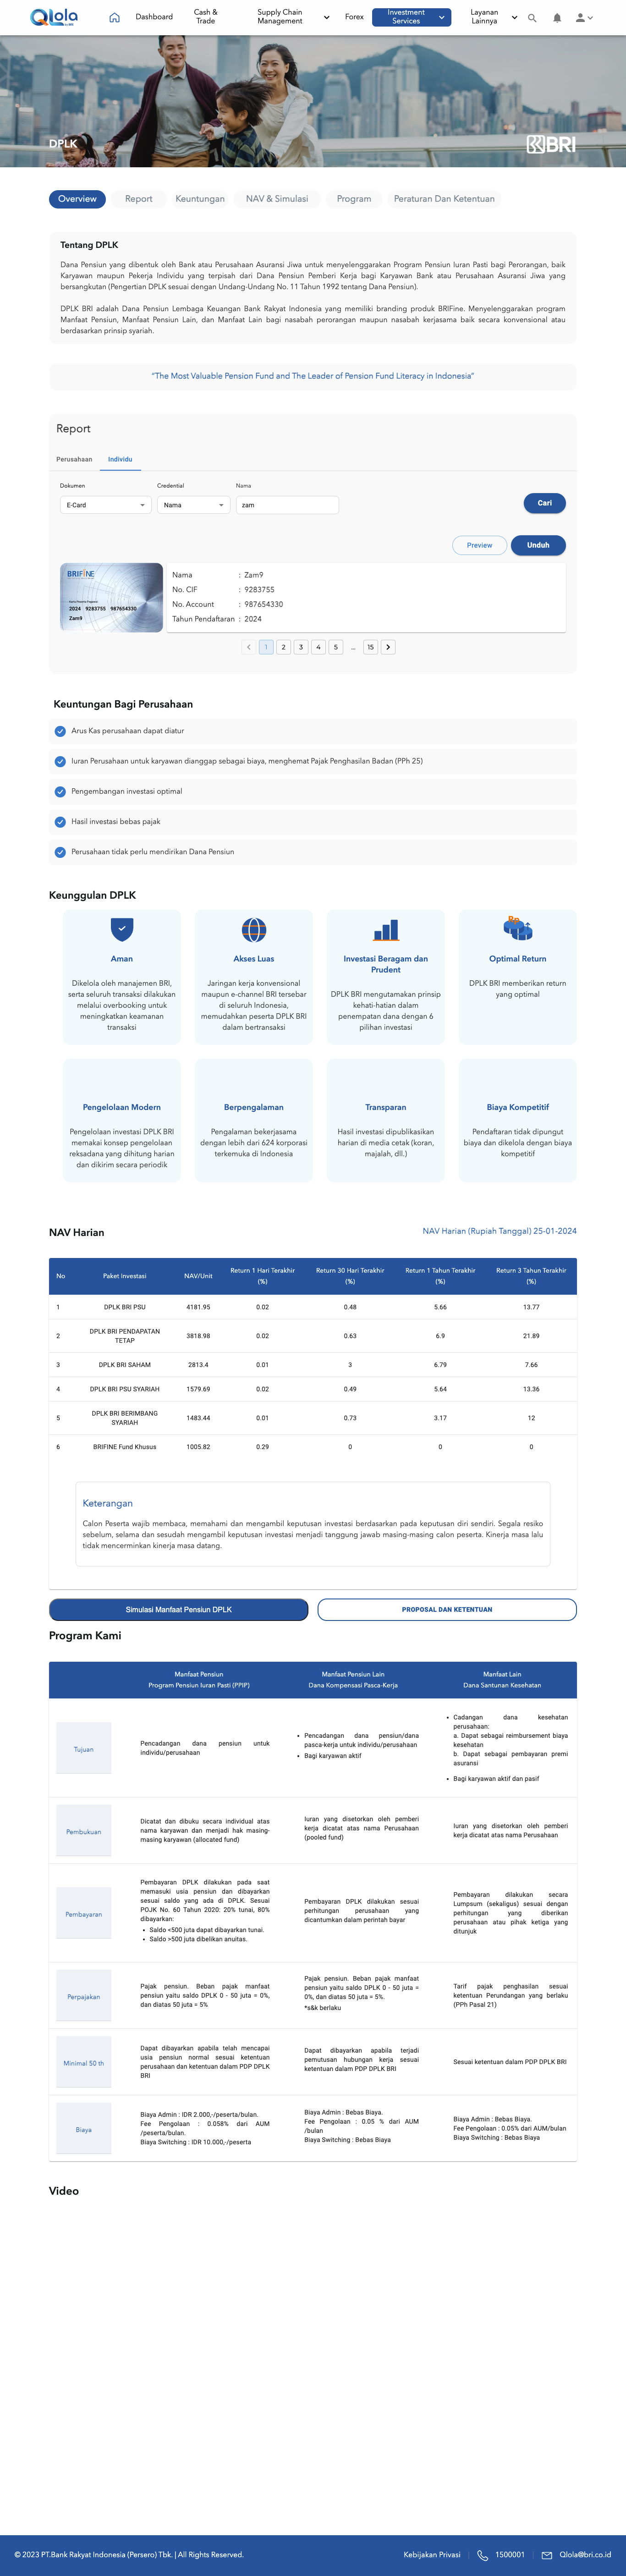 Qlola
by BRI
Dashboard
Cash &
Trade
Supply Chain
Management
Forex
Investment
Services
Layanan
Lainnya
DPLK
BRI
Overview
Report
Keuntungan
NAV & Simulasi
Program
Peraturan Dan Ketentuan
Tentang DPLK
Dana Pensiun yang dibentuk oleh Bank atau Perusahaan Asuransi Jiwa untuk menyelenggarakan Program Pensiun Iuran Pasti bagi Perorangan, baik
Karyawan maupun Pekerja Individu yang terpisah dari Dana Pensiun Pemberi Kerja bagi Karyawan Bank atau Perusahaan Asuransi Jiwa yang
bersangkutan (Pengertian DPLK sesuai dengan Undang-Undang No. 11 Tahun 1992 tentang Dana Pensiun).
DPLK BRI adalah Dana Pensiun Lembaga Keuangan Bank Rakyat Indonesia yang memiliki branding produk BRIFine. Menyelenggarakan program
Manfaat Pensiun, Manfaat Pensiun Lain, dan Manfaat Lain bagi nasabah perorangan maupun nasabah kerjasama baik secara konvensional atau
berdasarkan prinsip syariah.
"The Most Valuable Pension Fund and The Leader of Pension Fund Literacy in Indonesia"
Report
Perusahaan
Individu
Dokumen
Credential
Nama
E-Card
Nama
zam
Cari
Preview
Unduh
BRIFINE
2024 9283755 987654330
Zam9
Nama : Zam9
No. CIF : 9283755
No. Account : 987654330
Tahun Pendaftaran : 2024
1 2 3 4 5 ... 15
Keuntungan Bagi Perusahaan
Arus Kas perusahaan dapat diatur
Iuran Perusahaan untuk karyawan dianggap sebagai biaya, menghemat Pajak Penghasilan Badan (PPh 25)
Pengembangan investasi optimal
Hasil investasi bebas pajak
Perusahaan tidak perlu mendirikan Dana Pensiun
Keunggulan DPLK
Aman
Dikelola oleh manajemen BRI,
serta seluruh transaksi dilakukan
melalui overbooking untuk
meningkatkan keamanan
transaksi
Akses Luas
Jaringan kerja konvensional
maupun e-channel BRI tersebar
di seluruh Indonesia,
memudahkan peserta DPLK BRI
dalam bertransaksi
Investasi Beragam dan
Prudent
DPLK BRI mengutamakan prinsip
kehati-hatian dalam
penempatan dana dengan 6
pilihan investasi
Optimal Return
DPLK BRI memberikan return
yang optimal
Pengelolaan Modern
Pengelolaan investasi DPLK BRI
memakai konsep pengelolaan
reksadana yang dihitung harian
dan dikirim secara periodik
Berpengalaman
Pengalaman bekerjasama
dengan lebih dari 624 korporasi
terkemuka di Indonesia
Transparan
Hasil investasi dipublikasikan
harian di media cetak (koran,
majalah, dll.)
Biaya Kompetitif
Pendaftaran tidak dipungut
biaya dan dikelola dengan biaya
kompetitif
NAV Harian
NAV Harian (Rupiah Tanggal) 25-01-2024
No
Paket Investasi
NAV/Unit
Return 1 Hari Terakhir
(%)
Return 30 Hari Terakhir
(%)
Return 1 Tahun Terakhir
(%)
Return 3 Tahun Terakhir
(%)
1 DPLK BRI PSU 4181.95 0.02 0.48 5.66 13.77
2 DPLK BRI PENDAPATAN
TETAP 3818.98 0.02 0.63 6.9 21.89
3 DPLK BRI SAHAM 2813.4 0.01 3 6.79 7.66
4 DPLK BRI PSU SYARIAH 1579.69 0.02 0.49 5.64 13.36
5 DPLK BRI BERIMBANG
SYARIAH 1483.44 0.01 0.73 3.17 12
6 BRIFINE Fund Khusus 1005.82 0.29 0 0 0
Keterangan
Calon Peserta wajib membaca, memahami dan mengambil keputusan investasi berdasarkan pada keputusan diri sendiri. Segala resiko
sebelum, selama dan sesudah mengambil keputusan investasi menjadi tanggung jawab masing-masing calon peserta. Kinerja masa lalu
tidak mencerminkan kinerja masa datang.
Simulasi Manfaat Pensiun DPLK
PROPOSAL DAN KETENTUAN
Program Kami
Manfaat Pensiun
Program Pensiun Iuran Pasti (PPIP)
Manfaat Pensiun Lain
Dana Kompensasi Pasca-Kerja
Manfaat Lain
Dana Santunan Kesehatan
Tujuan
Pencadangan dana pensiun untuk
individu/perusahaan
• Pencadangan dana pensiun/dana
pasca-kerja untuk individu/perusahaan
• Bagi karyawan aktif
• Cadangan dana kesehatan
perusahaan:
a. Dapat sebagai reimbursement biaya
kesehatan
b. Dapat sebagai pembayaran premi
asuransi
• Bagi karyawan aktif dan pasif
Pembukuan
Dicatat dan dibuku secara individual atas
nama karyawan dan menjadi hak masing-
masing karyawan (allocated fund)
Iuran yang disetorkan oleh pemberi
kerja dicatat atas nama Perusahaan
(pooled fund)
Iuran yang disetorkan oleh pemberi
kerja dicatat atas nama Perusahaan
Pembayaran
Pembayaran DPLK dilakukan pada saat
memasuki usia pensiun dan dibayarkan
sesuai saldo yang ada di DPLK. Sesuai
POJK No. 60 Tahun 2020: 20% tunai, 80%
dibayarkan:
• Saldo <500 juta dapat dibayarkan tunai.
• Saldo >500 juta dibelikan anuitas.
Pembayaran DPLK dilakukan sesuai
perhitungan perusahaan yang
dicantumkan dalam perintah bayar
Pembayaran dilakukan secara
Lumpsum (sekaligus) sesuai dengan
perhitungan yang diberikan
perusahaan atau pihak ketiga yang
ditunjuk
Perpajakan
Pajak pensiun. Beban pajak manfaat
pensiun yaitu saldo DPLK 0 - 50 juta = 0%,
dan diatas 50 juta = 5%
Pajak pensiun. Beban pajak manfaat
pensiun yaitu saldo DPLK 0 - 50 juta =
0%, dan diatas 50 juta = 5%.
*s&k berlaku
Tarif pajak penghasilan sesuai
ketentuan Perundangan yang berlaku
(PPh Pasal 21)
Minimal 50 th
Dapat dibayarkan apabila telah mencapai
usia pensiun normal sesuai ketentuan
perusahaan dan ketentuan dalam PDP DPLK
BRI
Dapat dibayarkan apabila terjadi
pemutusan hubungan kerja sesuai
ketentuan dalam PDP DPLK BRI
Sesuai ketentuan dalam PDP DPLK BRI
Biaya
Biaya Admin : IDR 2.000,-/peserta/bulan.
Fee Pengolaan : 0.058% dari AUM
/peserta/bulan.
Biaya Switching : IDR 10.000,-/peserta
Biaya Admin : Bebas Biaya.
Fee Pengolaan : 0.05 % dari AUM
/bulan
Biaya Switching : Bebas Biaya
Biaya Admin : Bebas Biaya.
Fee Pengolaan : 0.05% dari AUM/bulan
Biaya Switching : Bebas Biaya
Video
© 2023 PT.Bank Rakyat Indonesia (Persero) Tbk. | All Rights Reserved.
Kebijakan Privasi
1500001
Qlola@bri.co.id